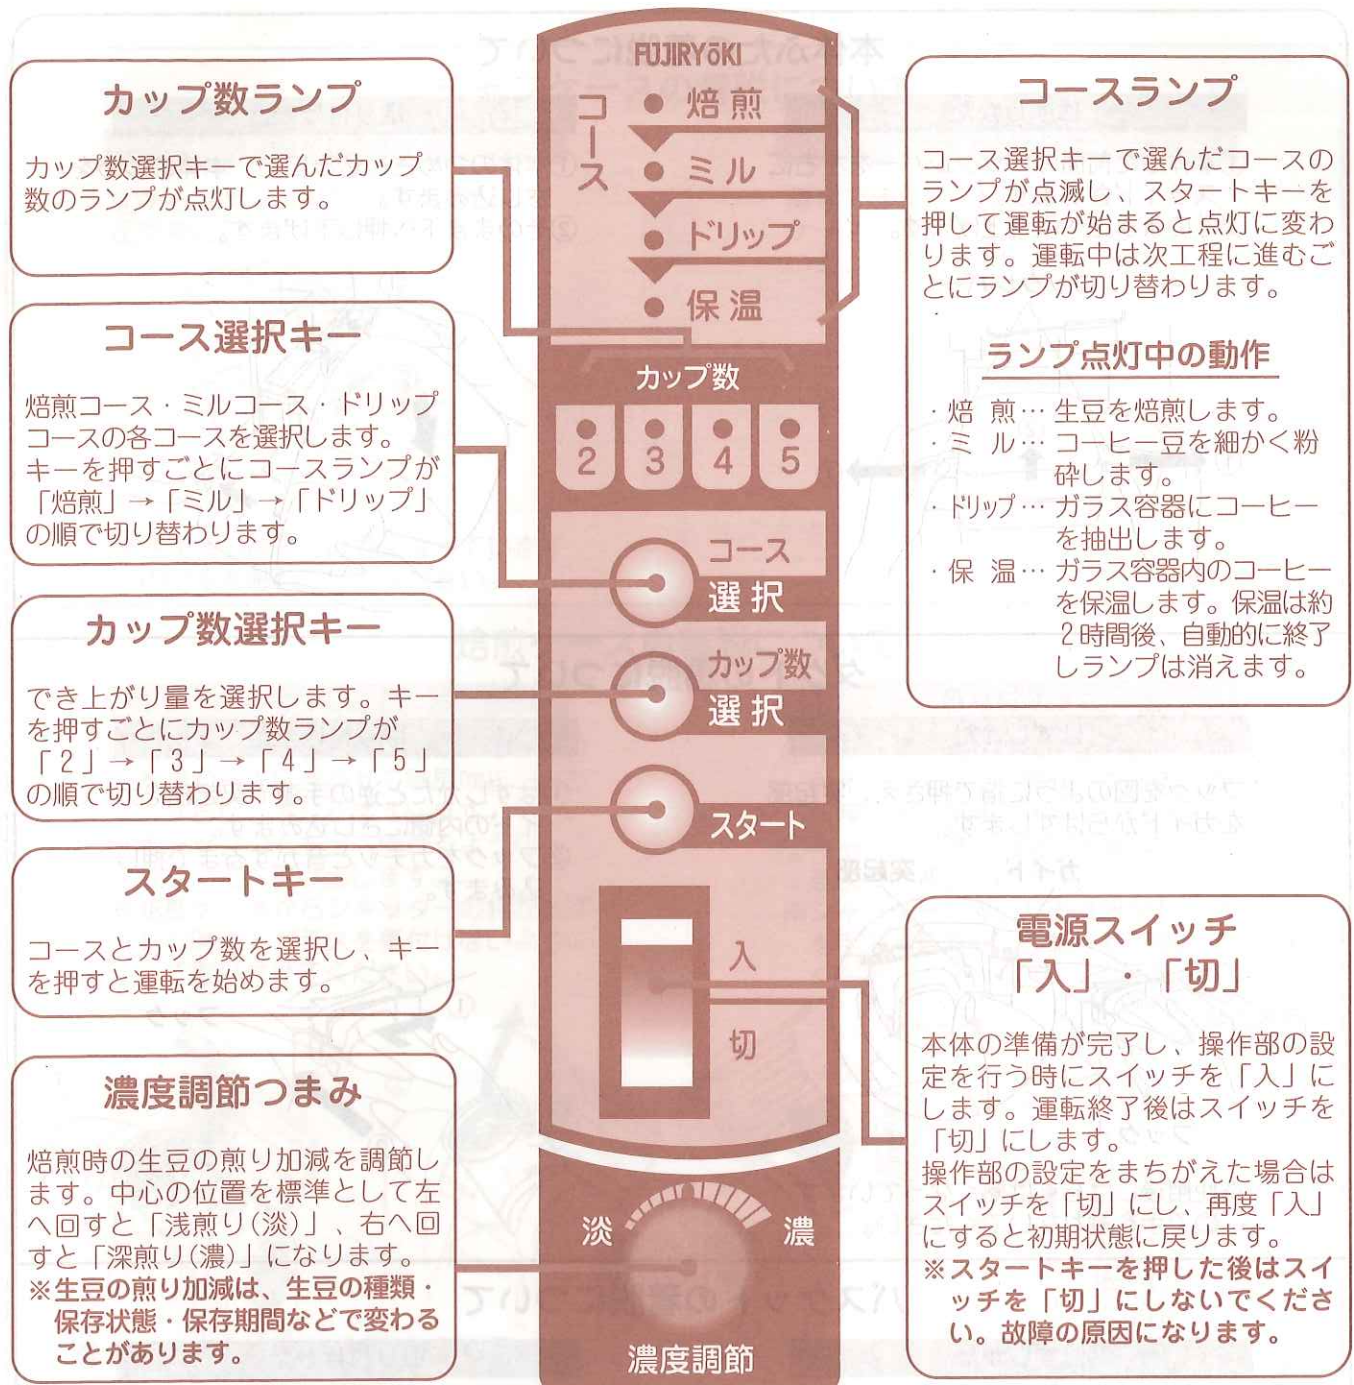 カップ数ランプ
カップ数選択キーで選んだカップ
数のランプが点灯します。
コース選択キー
焙煎コース・ミルコース・ドリップ
コースの各コースを選択します。
キーを押すごとにコースランプが
「焙煎」→「ミル」→「ドリップ」
の順で切り替わります。
カップ数選択キー
でき上がり量を選択します。キー
を押すごとにカップ数ランプが
「2」→「3」→「4」→「5」
の順で切り替わります。
スタートキー
コースとカップ数を選択し、キー
を押すと運転を始めます。
濃度調節つまみ
焙煎時の生豆の煎り加減を調節し
ます。中心の位置を標準として左
へ回すと「浅煎り(淡)」、右へ回
すと「深煎り(濃)」になります。
※生豆の煎り加減は、生豆の種類・
保存状態・保存期間などで変わる
ことがあります。
FUJIRYōKI
コース
焙煎
ミル
ドリップ
保温
カップ数
2 3 4 5
コース
選択
カップ数
選択
スタート
入
切
淡 濃
濃度調節
コースランプ
コース選択キーで選んだコースの
ランプが点滅し、スタートキーを
押して運転が始まると点灯に変わ
ります。運転中は次工程に進むご
とにランプが切り替わります。
ランプ点灯中の動作
・焙 煎… 生豆を焙煎します。
・ミ ル… コーヒー豆を細かく粉
砕します。
・ドリップ… ガラス容器にコーヒー
を抽出します。
・保 温… ガラス容器内のコーヒー
を保温します。保温は約
2時間後、自動的に終了
しランプは消えます。
電源スイッチ
「入」・「切」
本体の準備が完了し、操作部の設
定を行う時にスイッチを「入」に
します。運転終了後はスイッチを
「切」にします。
操作部の設定をまちがえた場合は
スイッチを「切」にし、再度「入」
にすると初期状態に戻ります。
※スタートキーを押した後はスイ
ッチを「切」にしないでくださ
い。故障の原因になります。